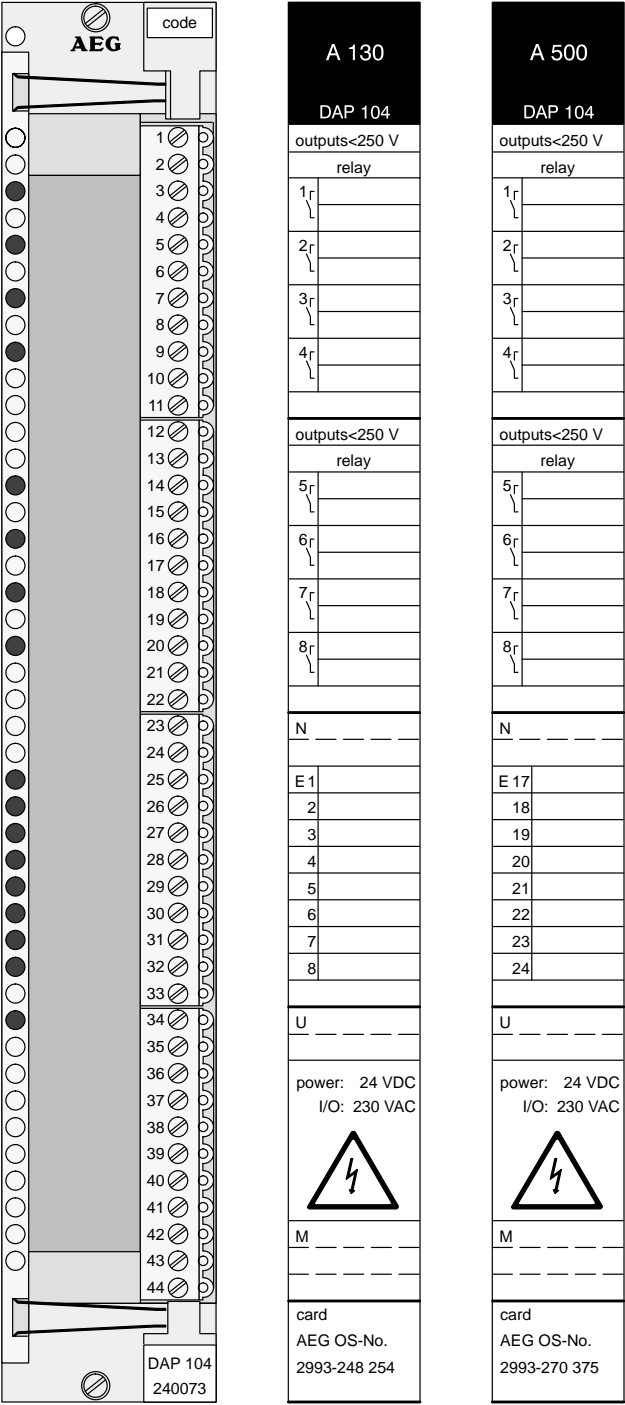 AEG
code
1
2
3
4
5
6
7
8
9
10
11
12
13
14
15
16
17
18
19
20
21
22
23
24
25
26
27
28
29
30
31
32
33
34
35
36
37
38
39
40
41
42
43
44
DAP 104
240073
A 130
DAP 104
outputs<250 V
relay
1
2
3
4
outputs<250 V
relay
5
6
7
8
N
E 1
2
3
4
5
6
7
8
U
power: 24 VDC
I/O: 230 VAC
M
card
AEG OS-No.
2993-248 254
A 500
DAP 104
outputs<250 V
relay
1
2
3
4
outputs<250 V
relay
5
6
7
8
N
E 17
18
19
20
21
22
23
24
U
power: 24 VDC
I/O: 230 VAC
M
card
AEG OS-No.
2993-270 375